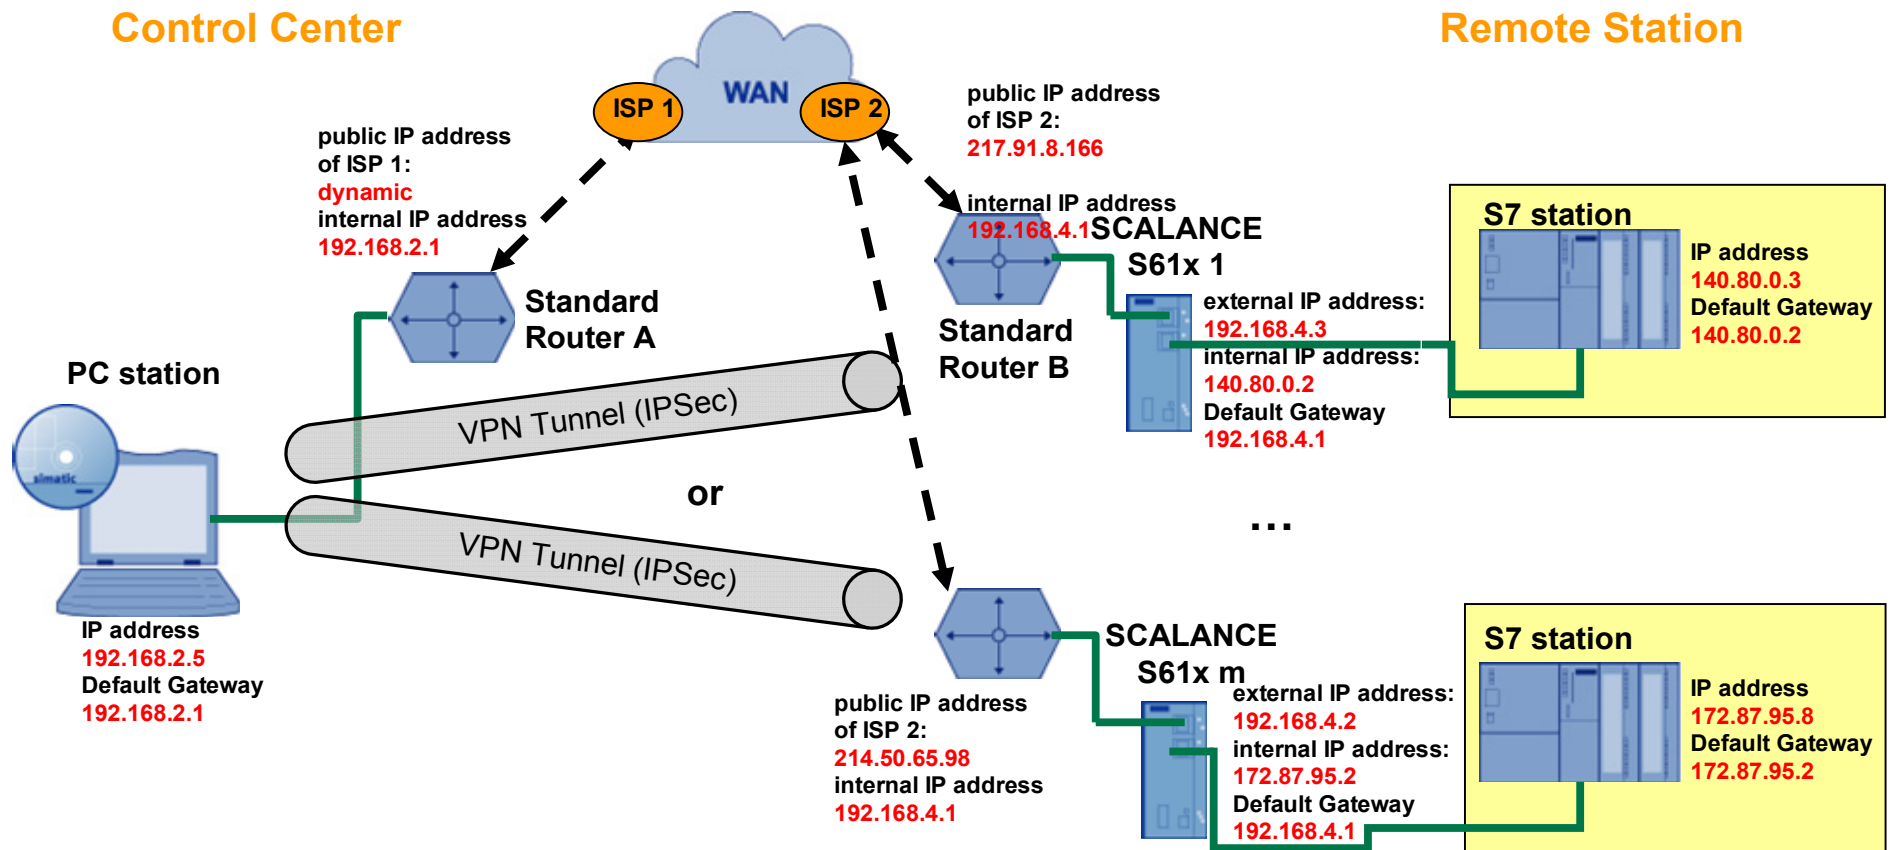 Control Center
Remote Station
WAN
ISP 1
ISP 2
public IP address
of ISP 1:
dynamic
internal IP address
192.168.2.1
public IP address
of ISP 2:
217.91.8.166
internal IP address
192.168.4.1
SCALANCE
S61x 1
Standard
Router A
Standard
Router B
external IP address:
192.168.4.3
internal IP address:
140.80.0.2
Default Gateway
192.168.4.1
S7 station
IP address
140.80.0.3
Default Gateway
140.80.0.2
PC station
simatic
IP address
192.168.2.5
Default Gateway
192.168.2.1
VPN Tunnel (IPSec)
or
VPN Tunnel (IPSec)
...
public IP address
of ISP 2:
214.50.65.98
internal IP address
192.168.4.1
SCALANCE
S61x m
external IP address:
192.168.4.2
internal IP address:
172.87.95.2
Default Gateway
192.168.4.1
S7 station
IP address
172.87.95.8
Default Gateway
172.87.95.2